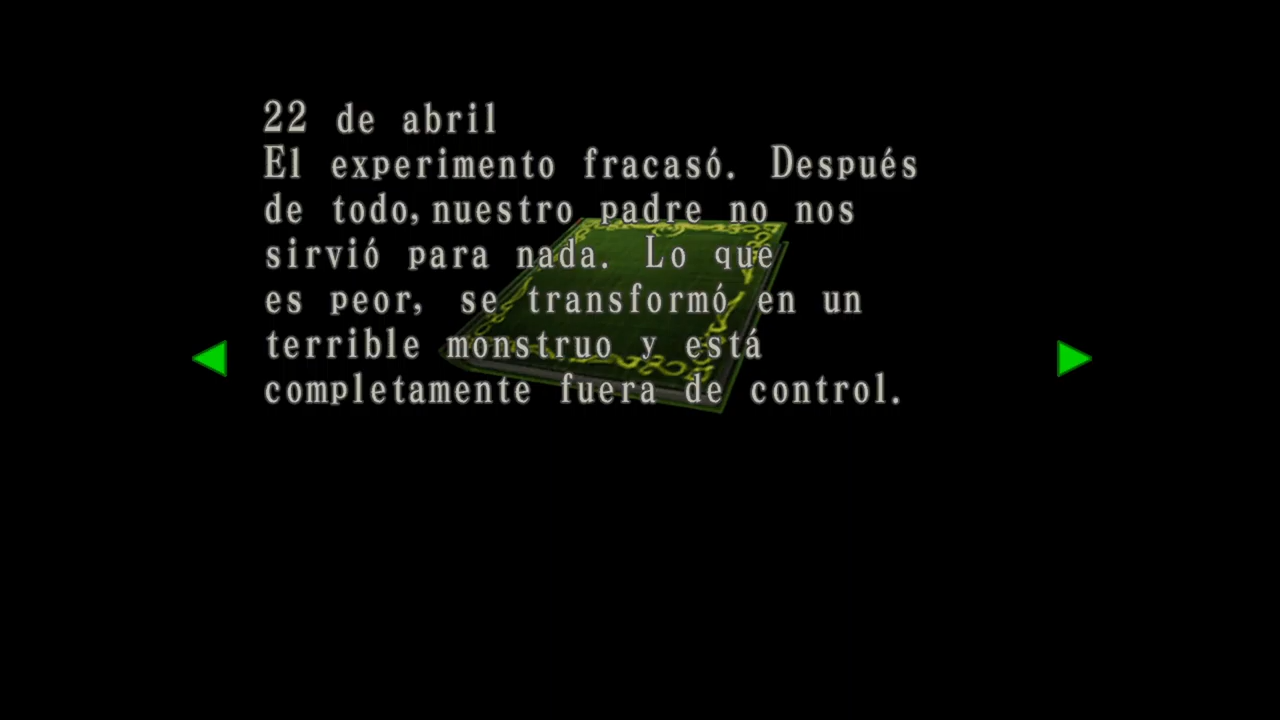 22 de abril
El experimento fracasó. Después
de todo, nuestro padre no nos
sirvió para nada. Lo que
es peor, se transformó en un
terrible monstruo y está
completamente fuera de control.